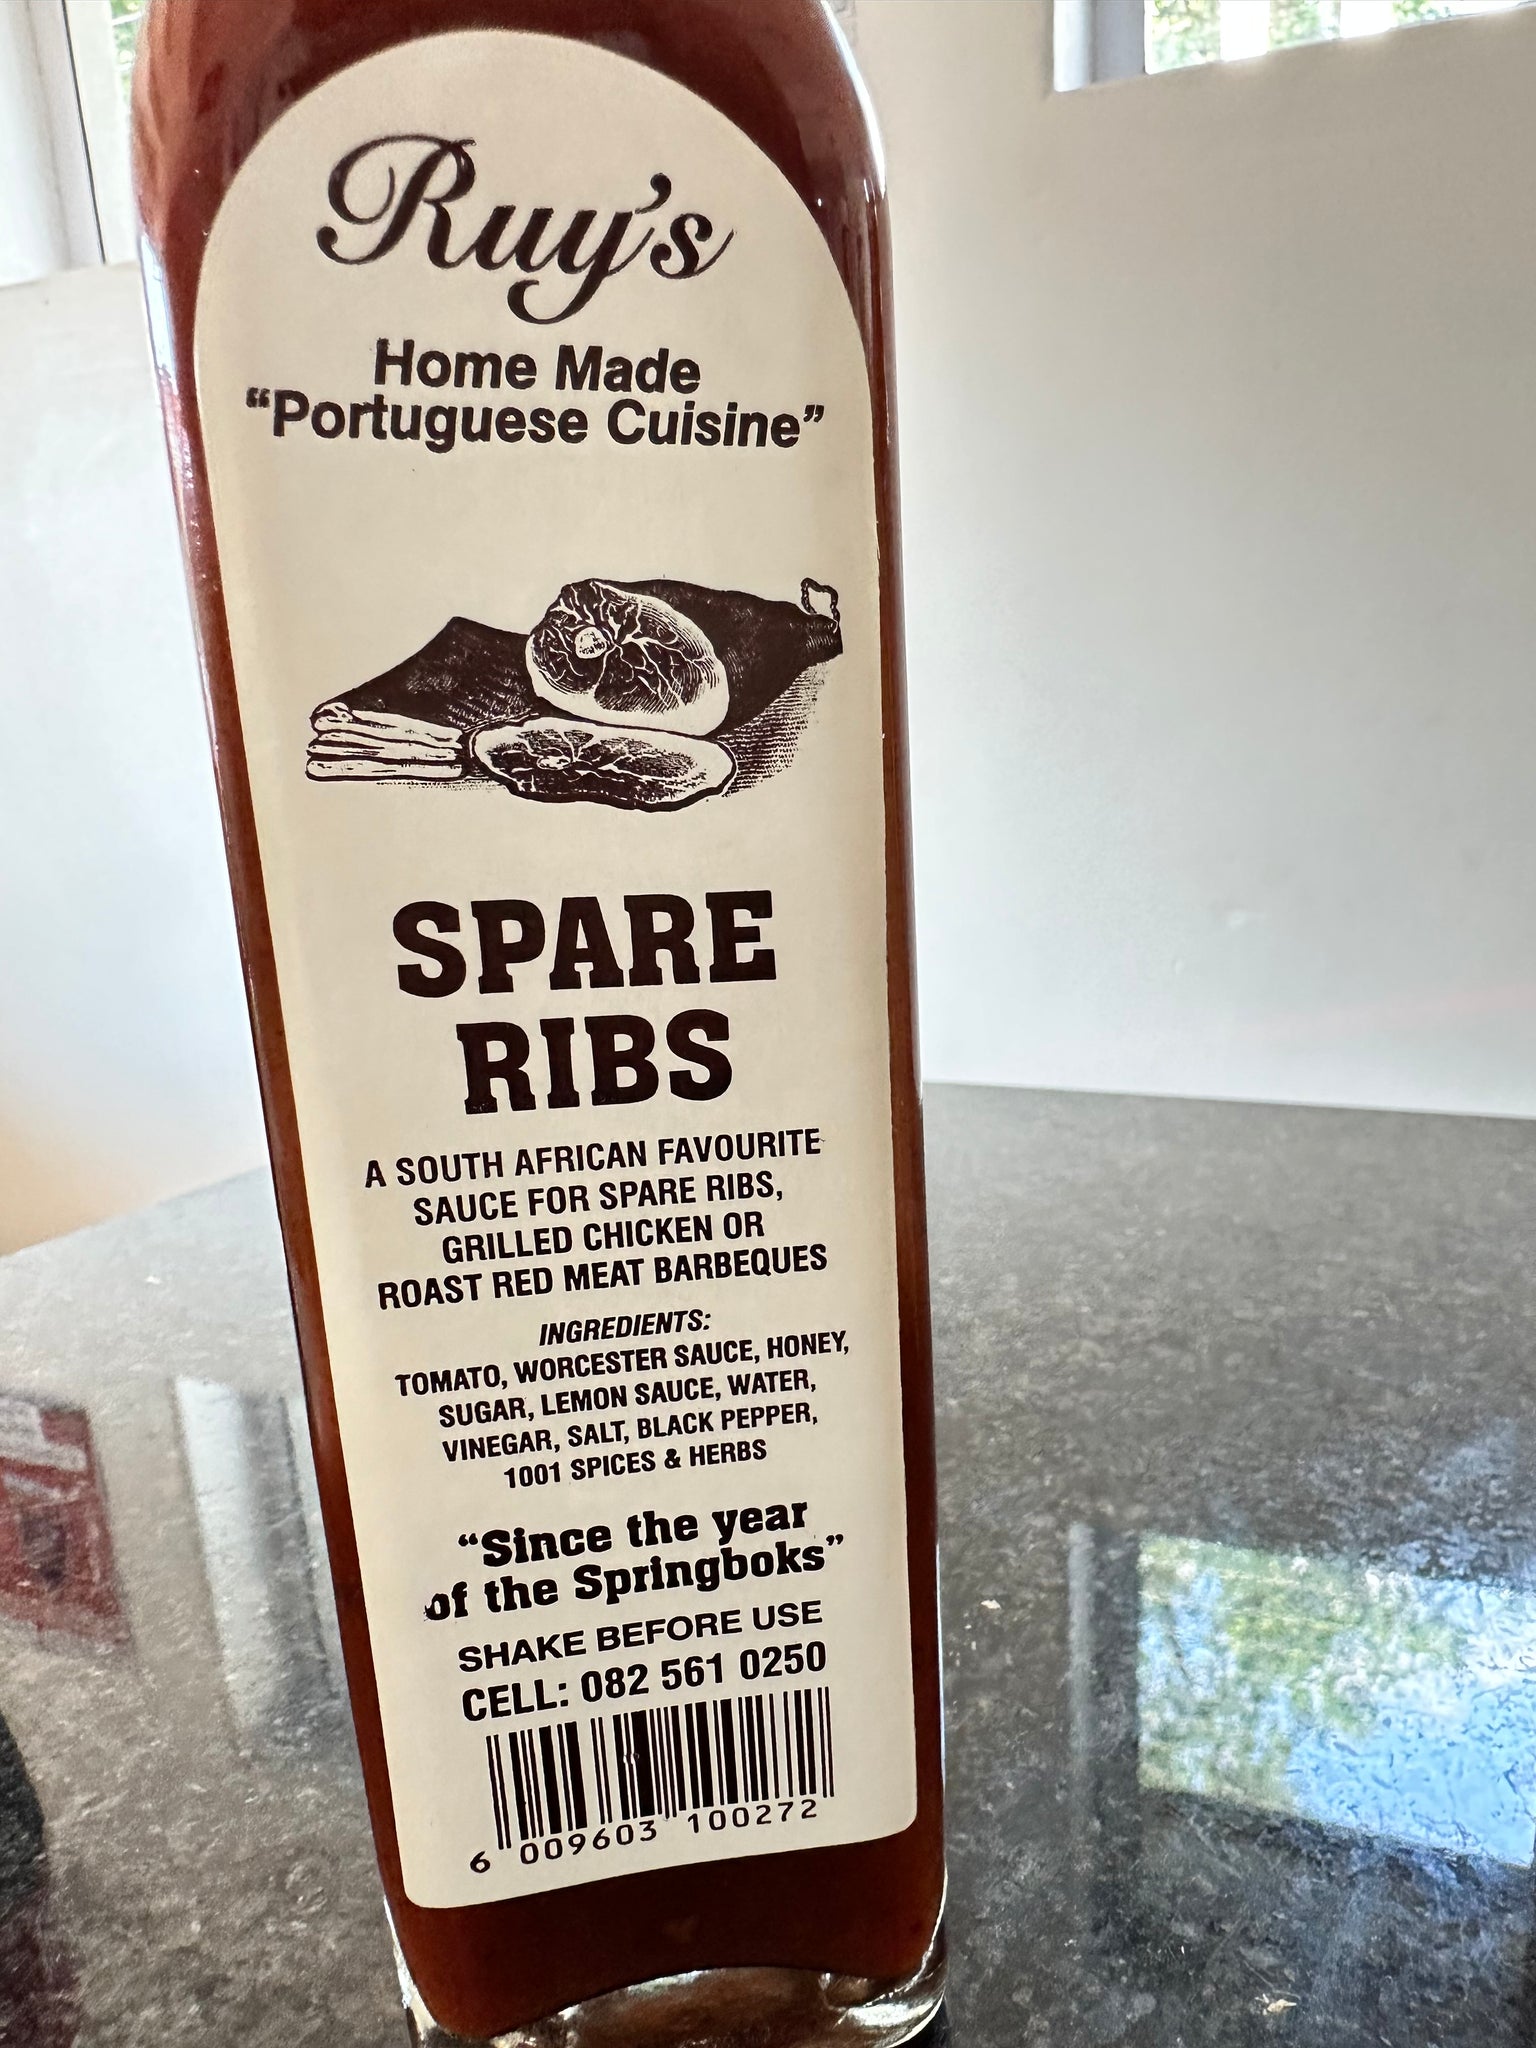 Ruy's
Home Made
“Portuguese Cuisine”
SPARE
RIBS
A SOUTH AFRICAN FAVOURITE
SAUCE FOR SPARE RIBS,
GRILLED CHICKEN OR
ROAST RED MEAT BARBEQUES
INGREDIENTS:
TOMATO, WORCESTER SAUCE, HONEY,
SUGAR, LEMON SAUCE, WATER,
VINEGAR, SALT, BLACK PEPPER,
1001 SPICES & HERBS
“Since the year
of the Springboks”
SHAKE BEFORE USE
CELL: 082 561 0250
6 009603 100272